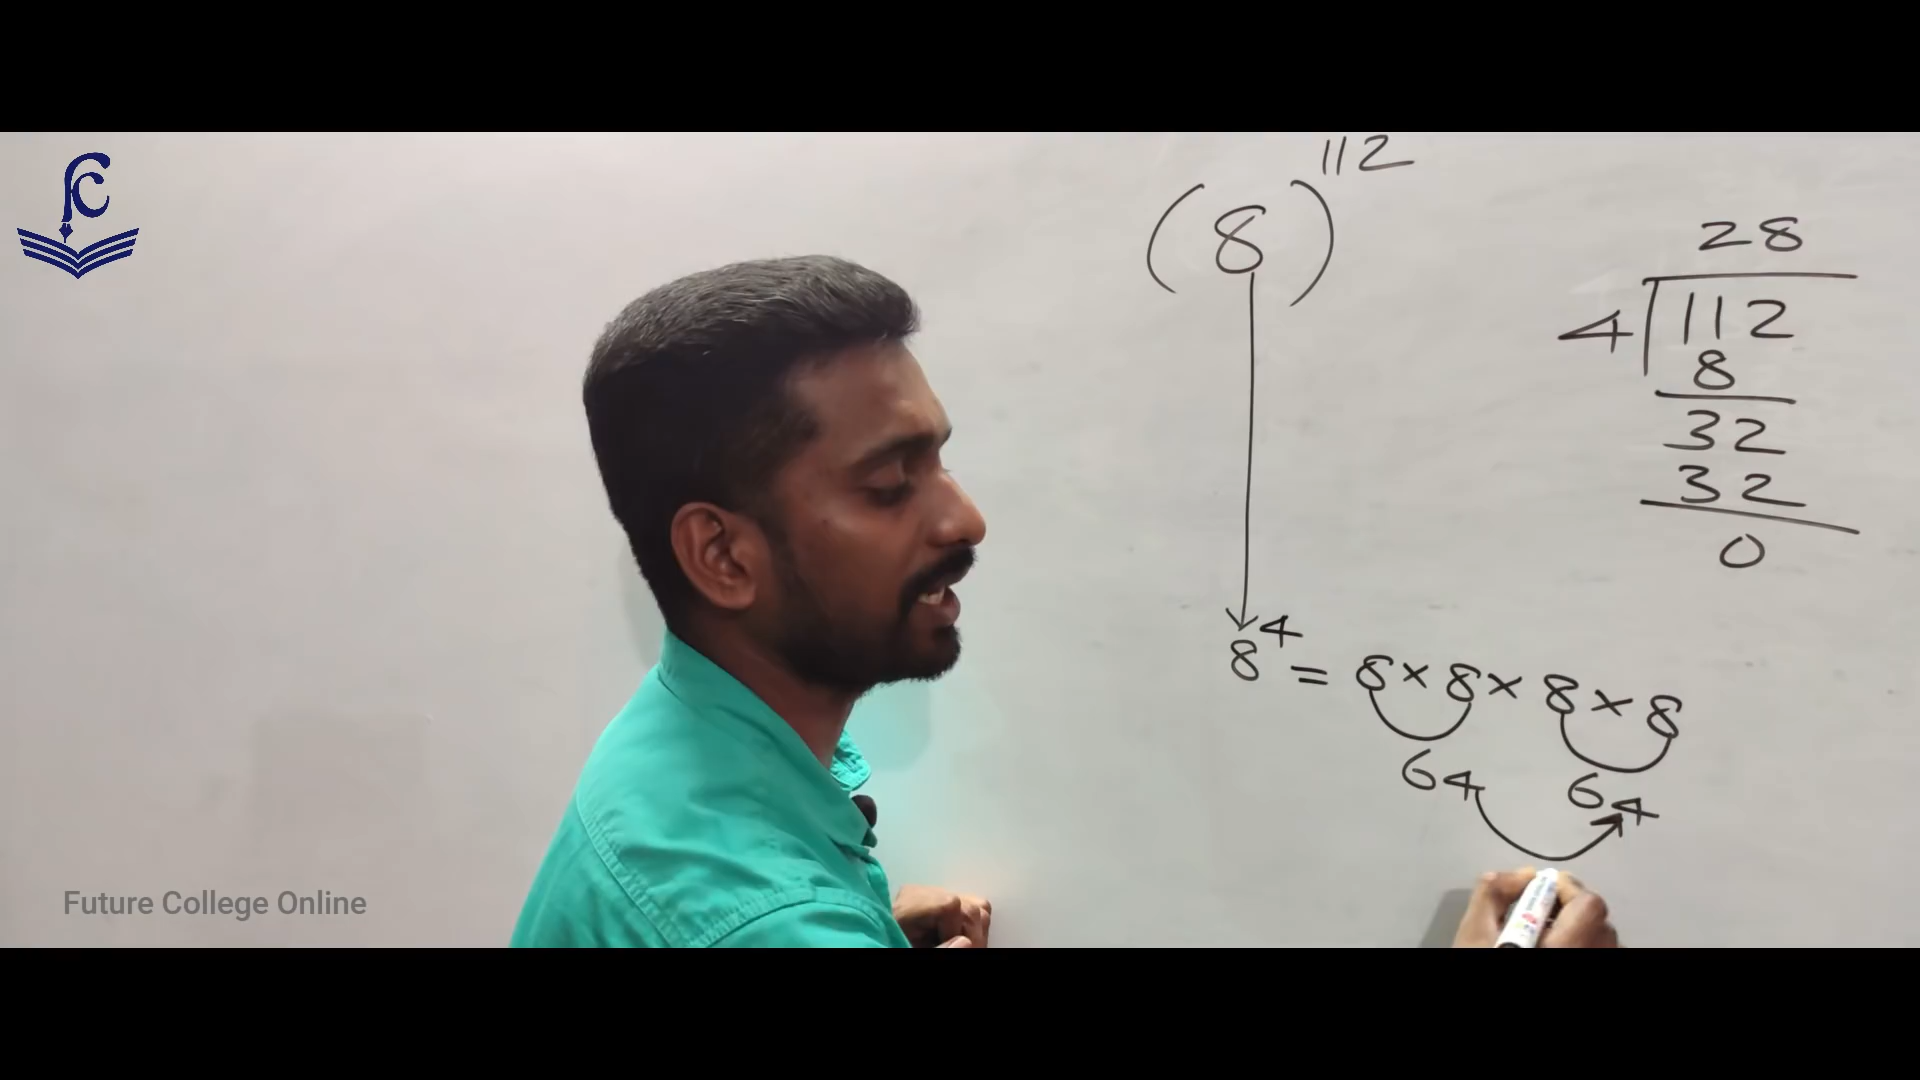 FC
(8)^112
28
4 112
8
32
32
0
8^4 = 8 × 8 × 8 × 8
64 64
Future College Online